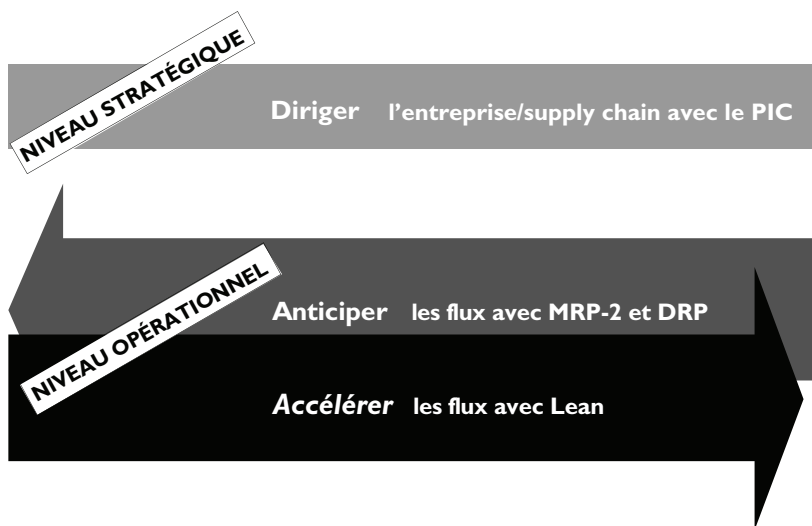 NIVEAU STRATÉGIQUE
Diriger l’entreprise/supply chain avec le PIC
NIVEAU OPÉRATIONNEL
Anticiper les flux avec MRP-2 et DRP
Accélérer les flux avec Lean